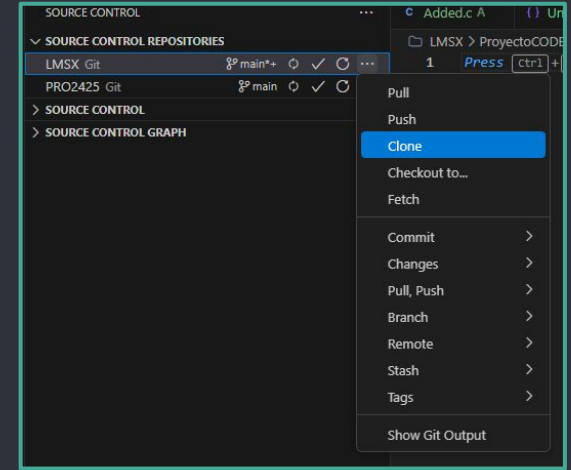 SOURCE CONTROL ··· C Added.c A {} Un
SOURCE CONTROL REPOSITORIES LMSX > ProyectoCODE
LMSX Git main*+ ··· 1 Press Ctrl +
PRO2425 Git main
SOURCE CONTROL
SOURCE CONTROL GRAPH
Pull
Push
Clone
Checkout to...
Fetch
Commit
Changes
Pull, Push
Branch
Remote
Stash
Tags
Show Git Output